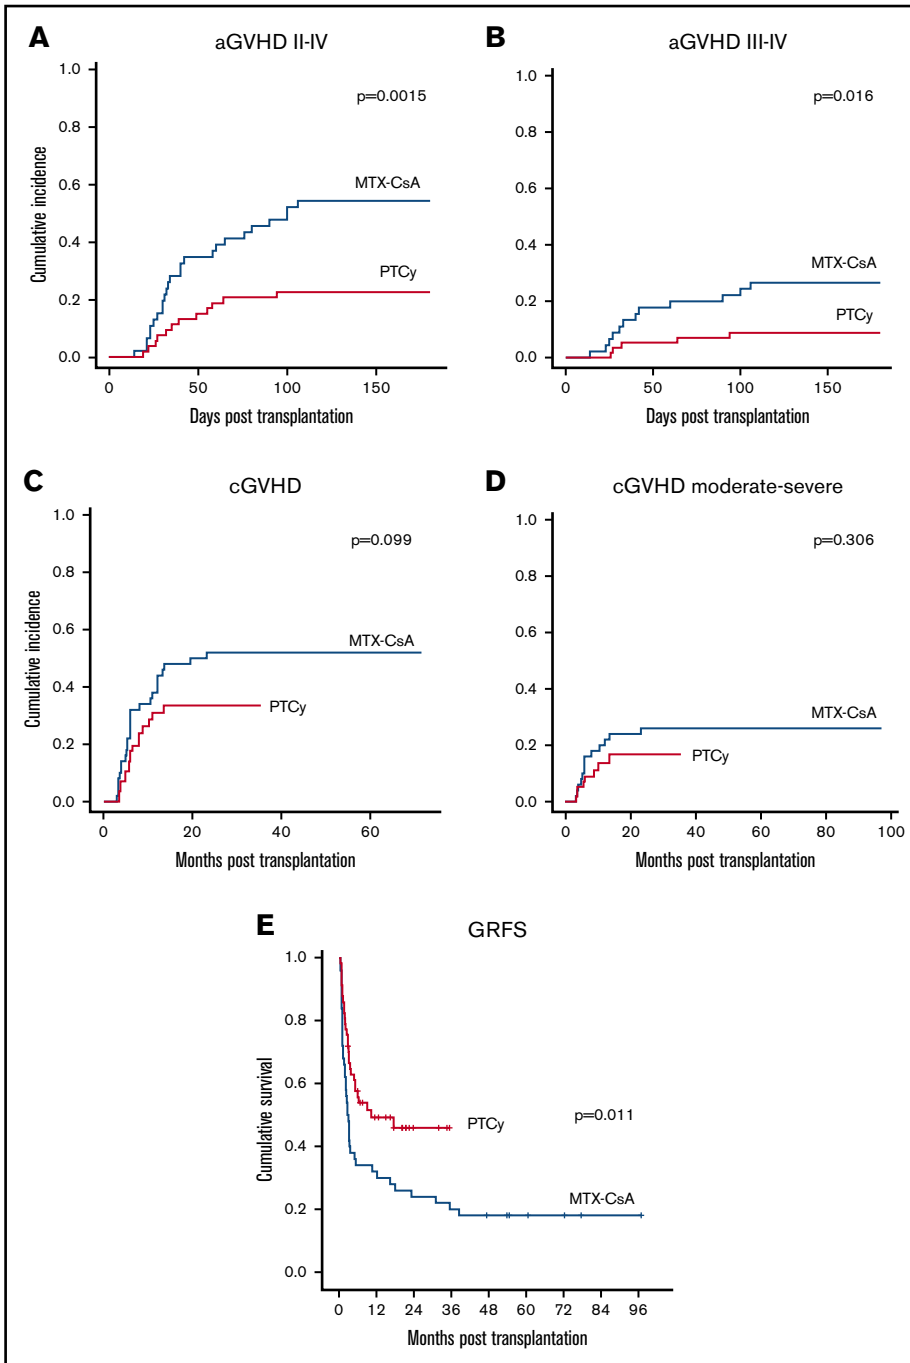 A
aGVHD II-IV
Cumulative incidence
1.0
0.8
0.6
0.4
0.2
0.0
p=0.0015
MTX-CsA
PTCy
0 50 100 150
Days post transplantation
B
aGVHD III-IV
1.0
0.8
0.6
0.4
0.2
0.0
p=0.016
MTX-CsA
PTCy
0 50 100 150
Days post transplantation
C
cGVHD
Cumulative incidence
1.0
0.8
0.6
0.4
0.2
0.0
p=0.099
MTX-CsA
PTCy
0 20 40 60
Months post transplantation
D
cGVHD moderate-severe
1.0
0.8
0.6
0.4
0.2
0.0
p=0.306
MTX-CsA
PTCy
0 20 40 60 80 100
Months post transplantation
E
GRFS
Cumulative survival
1.0
0.8
0.6
0.4
0.2
0.0
PTCy
p=0.011
MTX-CsA
0 12 24 36 48 60 72 84 96
Months post transplantation